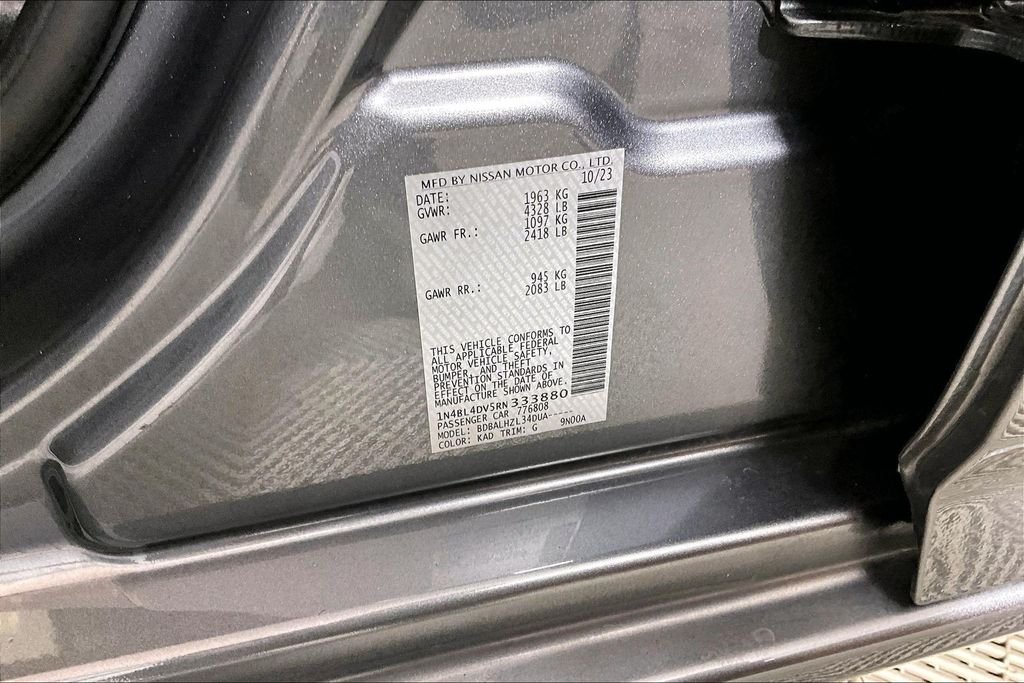 MFD BY NISSAN MOTOR CO., LTD.
DATE: 10/23
GVWR: 1963 KG
4328 LB
GAWR FR.: 1097 KG
2418 LB
GAWR RR.: 945 KG
2083 LB
THIS VEHICLE CONFORMS TO
ALL APPLICABLE FEDERAL
MOTOR VEHICLE SAFETY,
BUMPER, AND THEFT
PREVENTION STANDARDS IN
EFFECT ON THE DATE OF
MANUFACTURE SHOWN ABOVE.
1N4BL4DV5RN333880
PASSENGER CAR 776808
MODEL: BDBALHZL34DUA-----
COLOR: KAD TRIM: G 9N00A